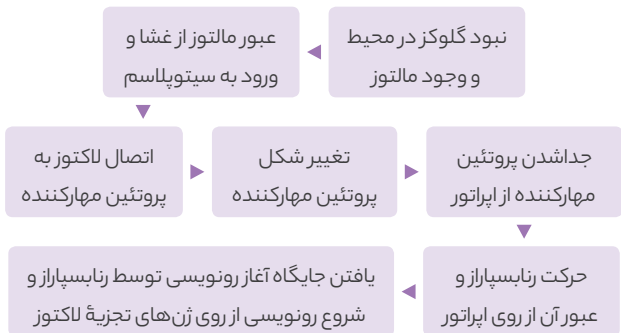 نبود گلوکز در محیط
و وجود مالتوز
عبور مالتوز از غشا و
ورود به سیتوپلاسم
اتصال لاکتوز به
پروتئین مهارکننده
تغییر شکل
پروتئین مهارکننده
جداشدن پروتئین
مهارکننده از اپراتور
حرکت رنابسپاراز و
عبور آن از روی اپراتور
یافتن جایگاه آغاز رونویسی توسط رنابسپاراز و
شروع رونویسی از روی ژن‌های تجزیهٔ لاکتوز